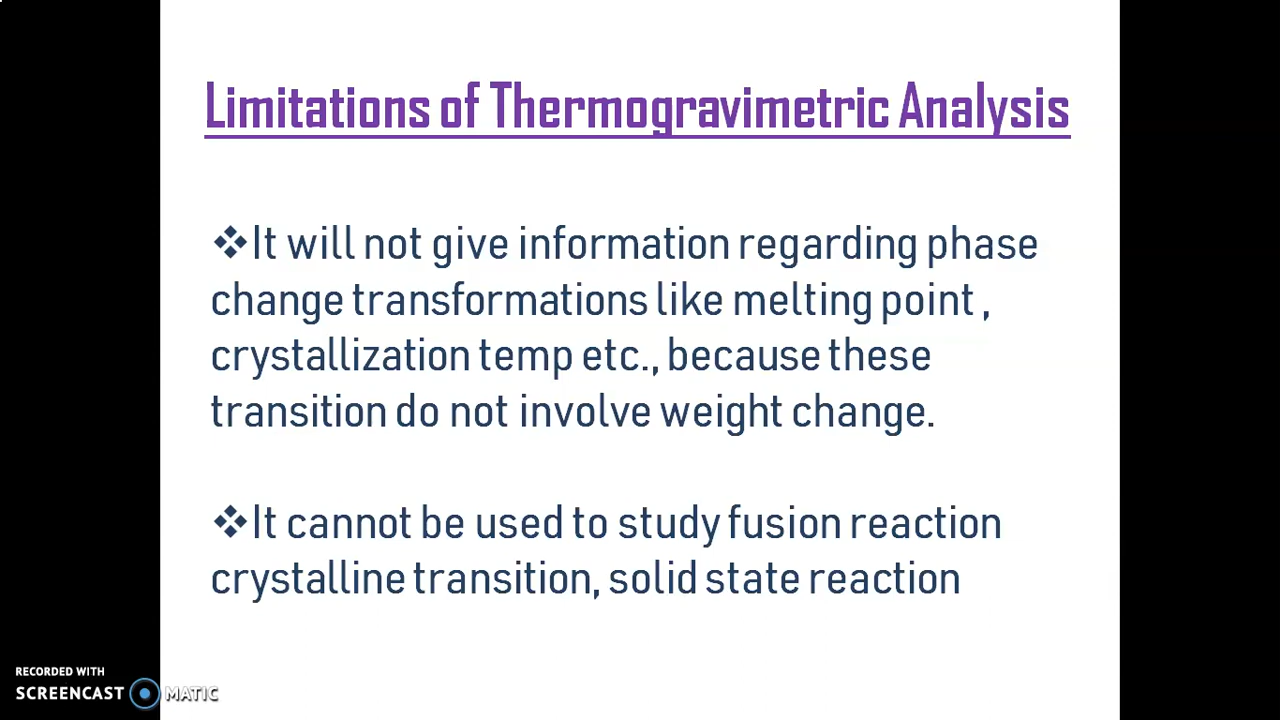 Limitations of Thermogravimetric Analysis
❖It will not give information regarding phase
change transformations like melting point ,
crystallization temp etc., because these
transition do not involve weight change.
❖It cannot be used to study fusion reaction
crystalline transition, solid state reaction
RECORDED WITH
SCREENCAST MATIC